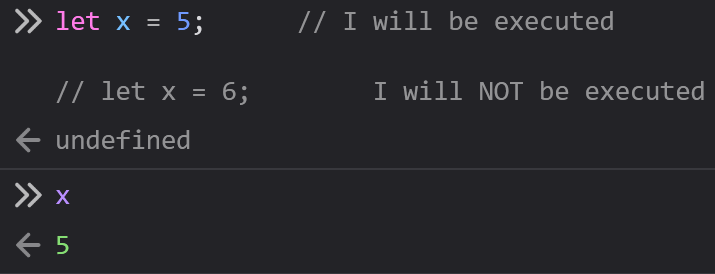 >> let x = 5;      // I will be executed
// let x = 6;        I will NOT be executed
← undefined
>> x
← 5